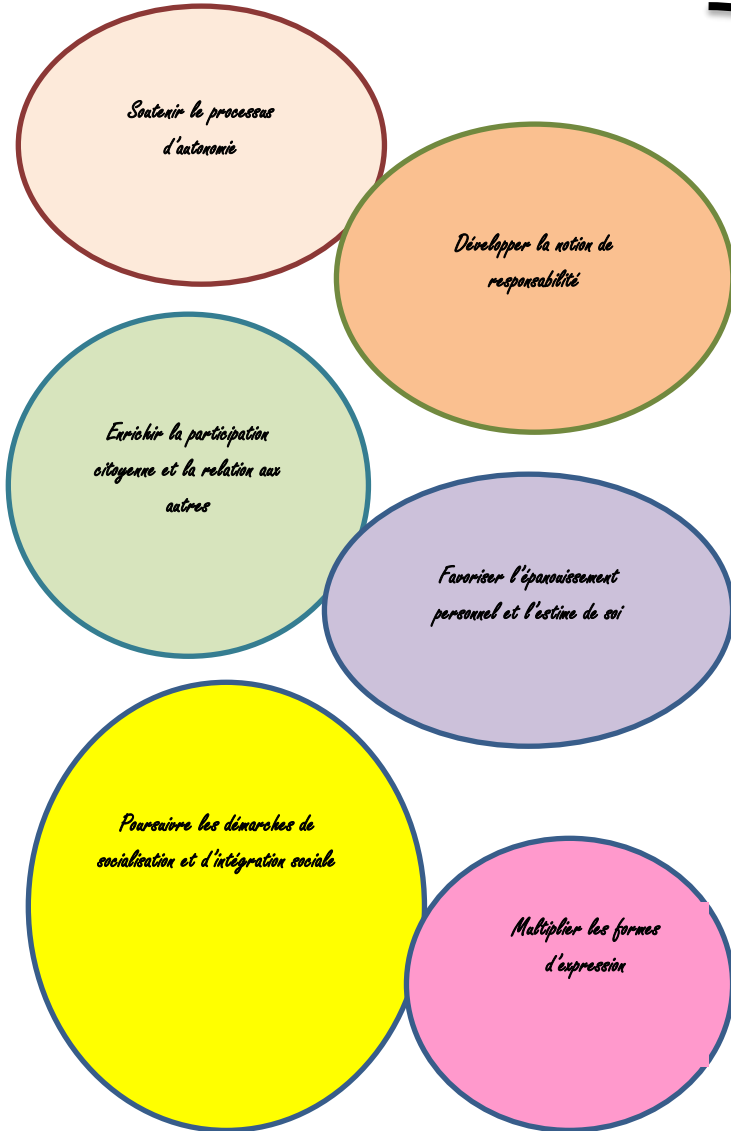 Soutenir le processus
d'autonomie
Développer la notion de
responsabilité
Enrichir la participation
citoyenne et la relation aux
autres
Favoriser l'épanouissement
personnel et l'estime de soi
Poursuivre les démarches de
socialisation et d'intégration sociale
Multiplier les formes
d'expression